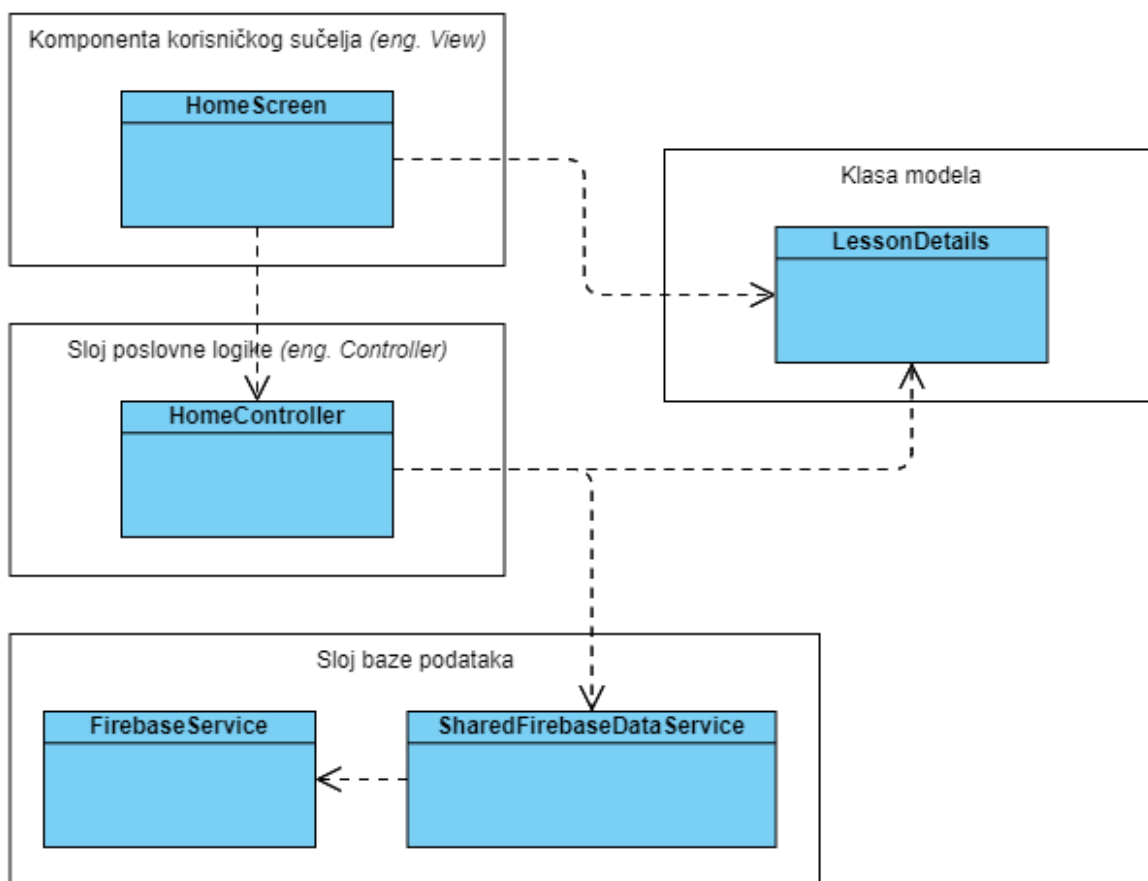 Komponenta korisničkog sučelja (eng. View)
HomeScreen
Klasa modela
LessonDetails
Sloj poslovne logike (eng. Controller)
HomeController
Sloj baze podataka
FirebaseService
SharedFirebaseDataService